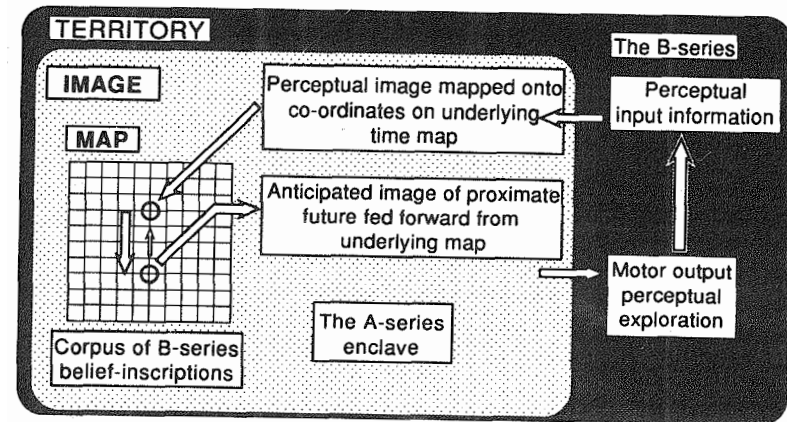 TERRITORY
The B-series
IMAGE
Perceptual image mapped onto
co-ordinates on underlying
time map
Perceptual
input information
MAP
Anticipated image of proximate
future fed forward from
underlying map
Motor output
perceptual
exploration
The A-series
enclave
Corpus of B-series
belief-inscriptions